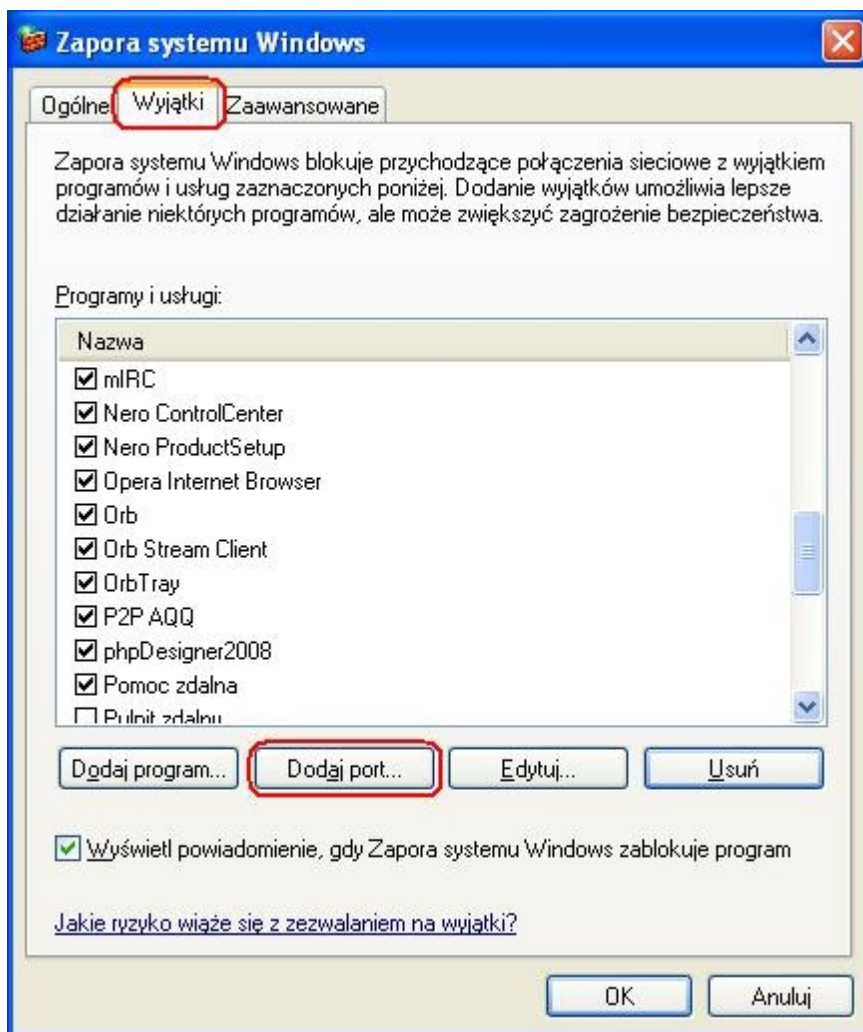 Zapora systemu Windows
Ogólne Wyjątki Zaawansowane
Zapora systemu Windows blokuje przychodzące połączenia sieciowe z wyjątkiem
programów i usług zaznaczonych poniżej. Dodanie wyjątków umożliwia lepsze
działanie niektórych programów, ale może zwiększyć zagrożenie bezpieczeństwa.
Programy i usługi:
Nazwa
mIRC
Nero ControlCenter
Nero ProductSetup
Opera Internet Browser
Orb
Orb Stream Client
OrbTray
P2P AQQ
phpDesigner2008
Pomoc zdalna
Pulpit zdalny
Dodaj program... Dodaj port... Edytuj... Usuń
Wyświetl powiadomienie, gdy Zapora systemu Windows zablokuje program
Jakie ryzyko wiąże się z zezwalaniem na wyjątki?
OK Anuluj